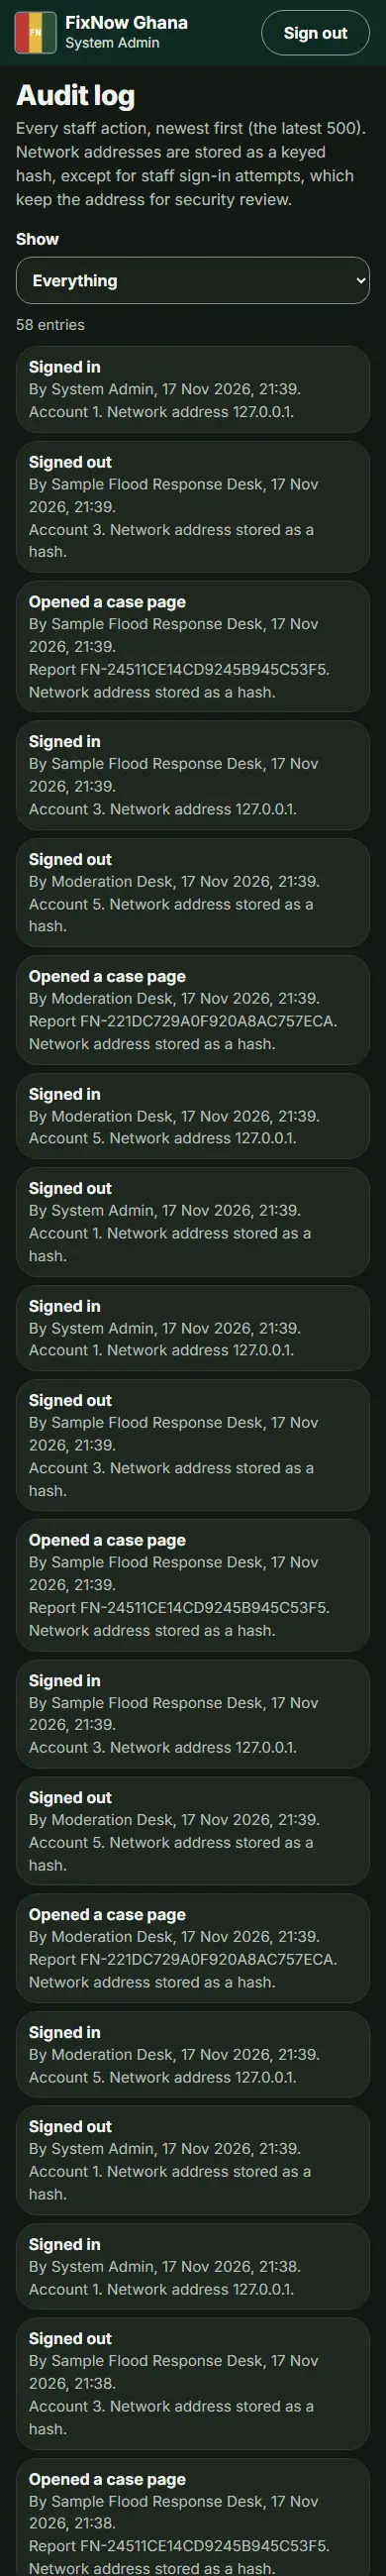 FN
FixNow Ghana
System Admin
Sign out
Audit log
Every staff action, newest first (the latest 500).
Network addresses are stored as a keyed
hash, except for staff sign-in attempts, which
keep the address for security review.
Show
Everything
58 entries
Signed in
By System Admin, 17 Nov 2026, 21:39.
Account 1. Network address 127.0.0.1.
Signed out
By Sample Flood Response Desk, 17 Nov
2026, 21:39.
Account 3. Network address stored as a
hash.
Opened a case page
By Sample Flood Response Desk, 17 Nov
2026, 21:39.
Report FN-24511CE14CD9245B945C53F5.
Network address stored as a hash.
Signed in
By Sample Flood Response Desk, 17 Nov
2026, 21:39.
Account 3. Network address 127.0.0.1.
Signed out
By Moderation Desk, 17 Nov 2026, 21:39.
Account 5. Network address stored as a
hash.
Opened a case page
By Moderation Desk, 17 Nov 2026, 21:39.
Report FN-221DC729A0F920A8AC757ECA.
Network address stored as a hash.
Signed in
By Moderation Desk, 17 Nov 2026, 21:39.
Account 5. Network address 127.0.0.1.
Signed out
By System Admin, 17 Nov 2026, 21:39.
Account 1. Network address stored as a
hash.
Signed in
By System Admin, 17 Nov 2026, 21:39.
Account 1. Network address 127.0.0.1.
Signed out
By Sample Flood Response Desk, 17 Nov
2026, 21:39.
Account 3. Network address stored as a
hash.
Opened a case page
By Sample Flood Response Desk, 17 Nov
2026, 21:39.
Report FN-24511CE14CD9245B945C53F5.
Network address stored as a hash.
Signed in
By Sample Flood Response Desk, 17 Nov
2026, 21:39.
Account 3. Network address 127.0.0.1.
Signed out
By Moderation Desk, 17 Nov 2026, 21:39.
Account 5. Network address stored as a
hash.
Opened a case page
By Moderation Desk, 17 Nov 2026, 21:39.
Report FN-221DC729A0F920A8AC757ECA.
Network address stored as a hash.
Signed in
By Moderation Desk, 17 Nov 2026, 21:39.
Account 5. Network address 127.0.0.1.
Signed out
By System Admin, 17 Nov 2026, 21:39.
Account 1. Network address stored as a
hash.
Signed in
By System Admin, 17 Nov 2026, 21:38.
Account 1. Network address 127.0.0.1.
Signed out
By Sample Flood Response Desk, 17 Nov
2026, 21:38.
Account 3. Network address stored as a
hash.
Opened a case page
By Sample Flood Response Desk, 17 Nov
2026, 21:38.
Report FN-24511CE14CD9245B945C53F5.
Network address stored as a hash.